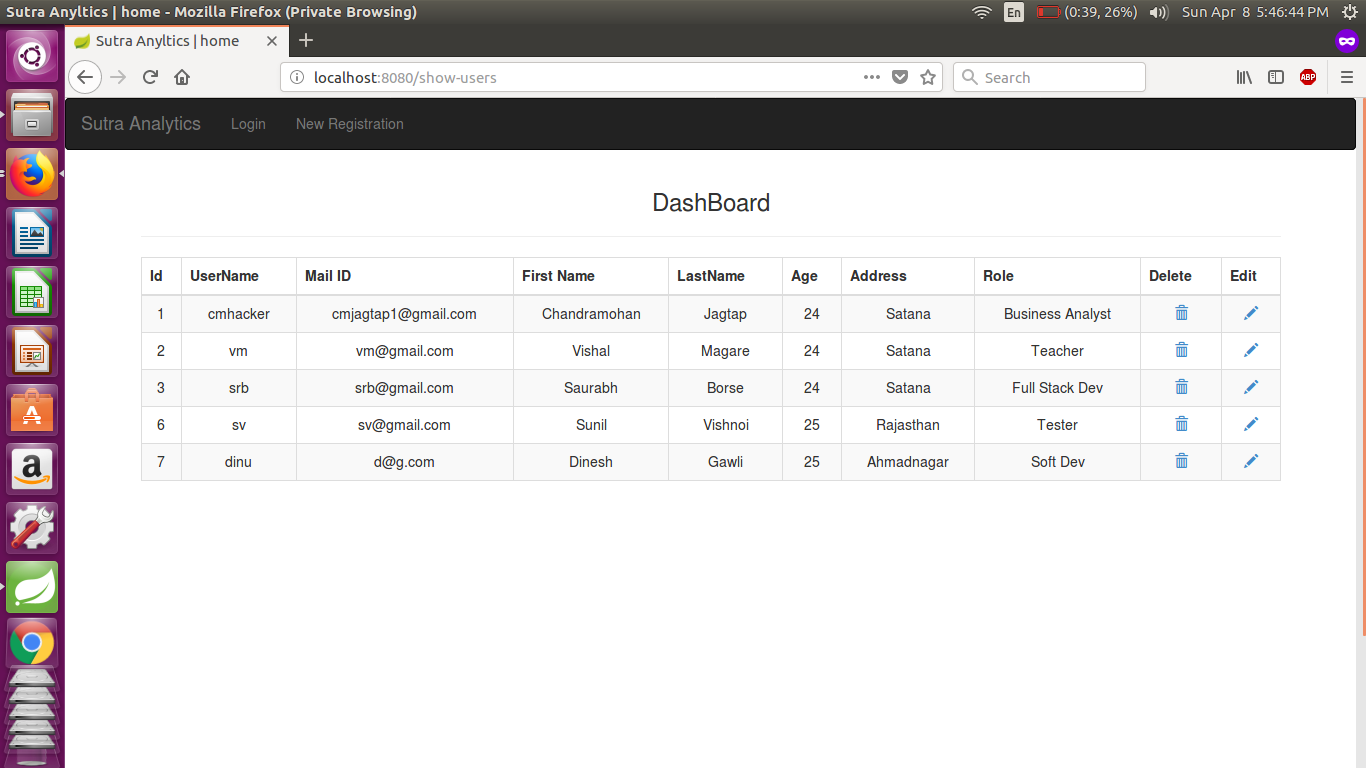 Sutra Anyltics | home - Mozilla Firefox (Private Browsing)
En
(0:39, 26%)
Sun Apr 8 5:46:44 PM
Sutra Anyltics | home
localhost:8080/show-users
Search
ABP
Sutra Analytics Login New Registration
DashBoard
Id UserName Mail ID First Name LastName Age Address Role Delete Edit
1 cmhacker cmjagtap1@gmail.com Chandramohan Jagtap 24 Satana Business Analyst
2 vm vm@gmail.com Vishal Magare 24 Satana Teacher
3 srb srb@gmail.com Saurabh Borse 24 Satana Full Stack Dev
6 sv sv@gmail.com Sunil Vishnoi 25 Rajasthan Tester
7 dinu d@g.com Dinesh Gawli 25 Ahmadnagar Soft Dev
A
a